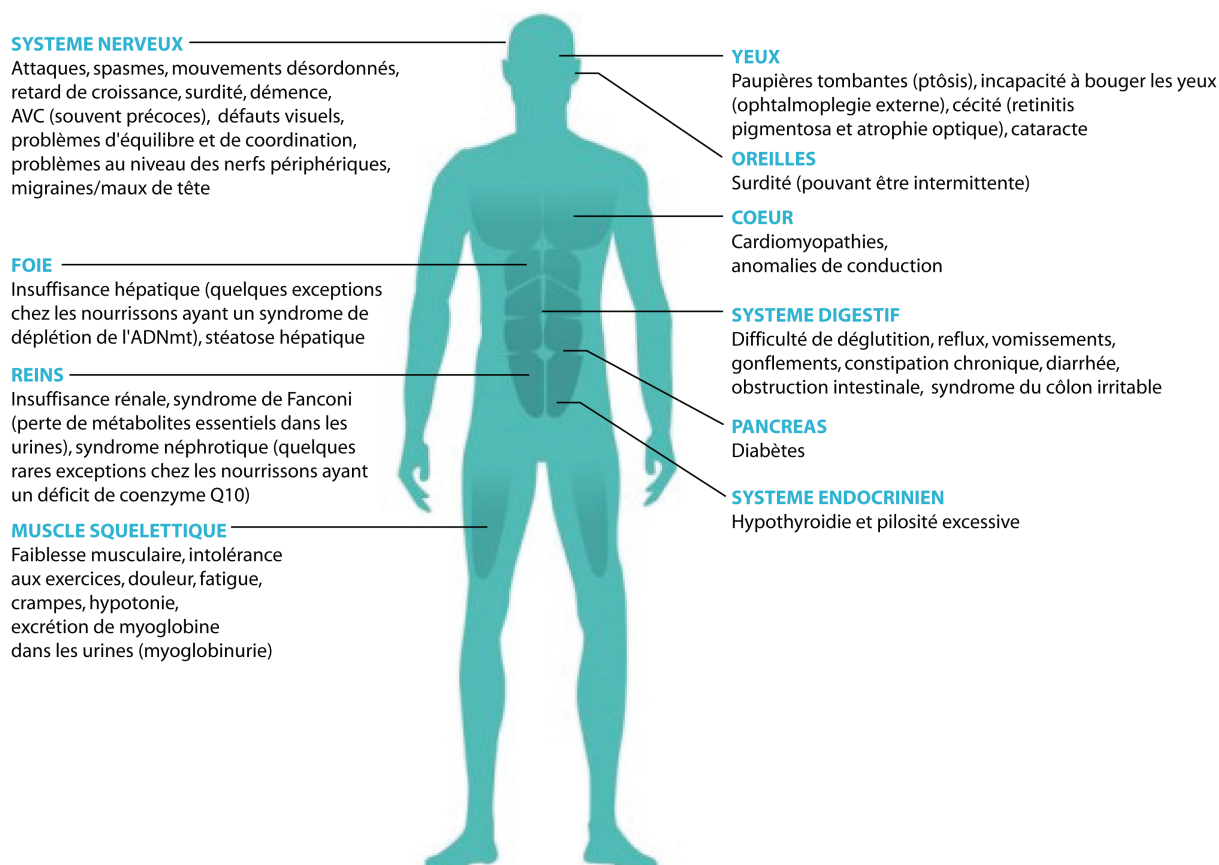 SYSTEME NERVEUX
Attaques, spasmes, mouvements désordonnés,
retard de croissance, surdité, démence,
AVC (souvent précoces), défauts visuels,
problèmes d'équilibre et de coordination,
problèmes au niveau des nerfs périphériques,
migraines/maux de tête
FOIE
Insuffisance hépatique (quelques exceptions
chez les nourrissons ayant un syndrome de
déplétion de l'ADNmt), stéatose hépatique
REINS
Insuffisance rénale, syndrome de Fanconi
(perte de métabolites essentiels dans les
urines), syndrome néphrotique (quelques
rares exceptions chez les nourrissons ayant
un déficit de coenzyme Q10)
MUSCLE SQUELETTIQUE
Faiblesse musculaire, intolérance
aux exercices, douleur, fatigue,
crampes, hypotonie,
excrétion de myoglobine
dans les urines (myoglobinurie)
YEUX
Paupières tombantes (ptôsis), incapacité à bouger les yeux
(ophtalmoplegie externe), cécité (retinitis
pigmentosa et atrophie optique), cataracte
OREILLES
Surdité (pouvant être intermittente)
COEUR
Cardiomyopathies,
anomalies de conduction
SYSTEME DIGESTIF
Difficulté de déglutition, reflux, vomissements,
gonflements, constipation chronique, diarrhée,
obstruction intestinale, syndrome du côlon irritable
PANCREAS
Diabètes
SYSTEME ENDOCRINIEN
Hypothyroidie et pilosité excessive